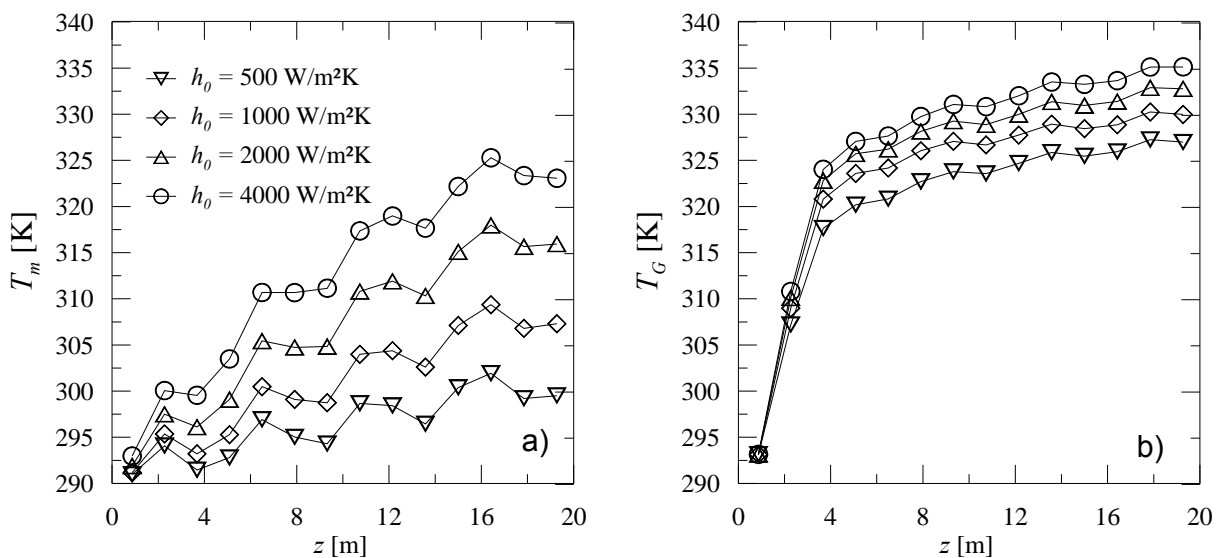 340
335
330
325
320
315
310
305
300
295
290
T_m [K]
h_0 = 500 W/m²K
h_0 = 1000 W/m²K
h_0 = 2000 W/m²K
h_0 = 4000 W/m²K
a)
0 4 8 12 16 20
z [m]
340
335
330
325
320
315
310
305
300
295
290
T_G [K]
b)
0 4 8 12 16 20
z [m]